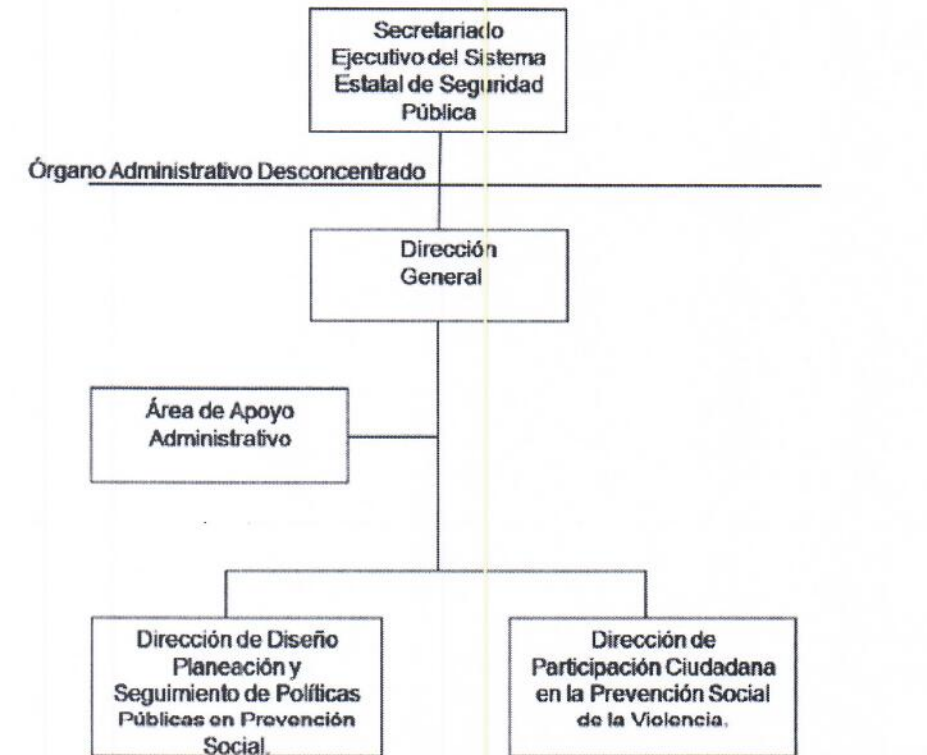 Secretariado
Ejecutivo del Sistema
Estatal de Seguridad
Pública
Órgano Administrativo Desconcentrado
Dirección
General
Área de Apoyo
Administrativo
Dirección de Diseño
Planeación y
Seguimiento de Políticas
Públicas en Prevención
Social.
Dirección de
Participación Ciudadana
en la Prevención Social
de la Violencia.